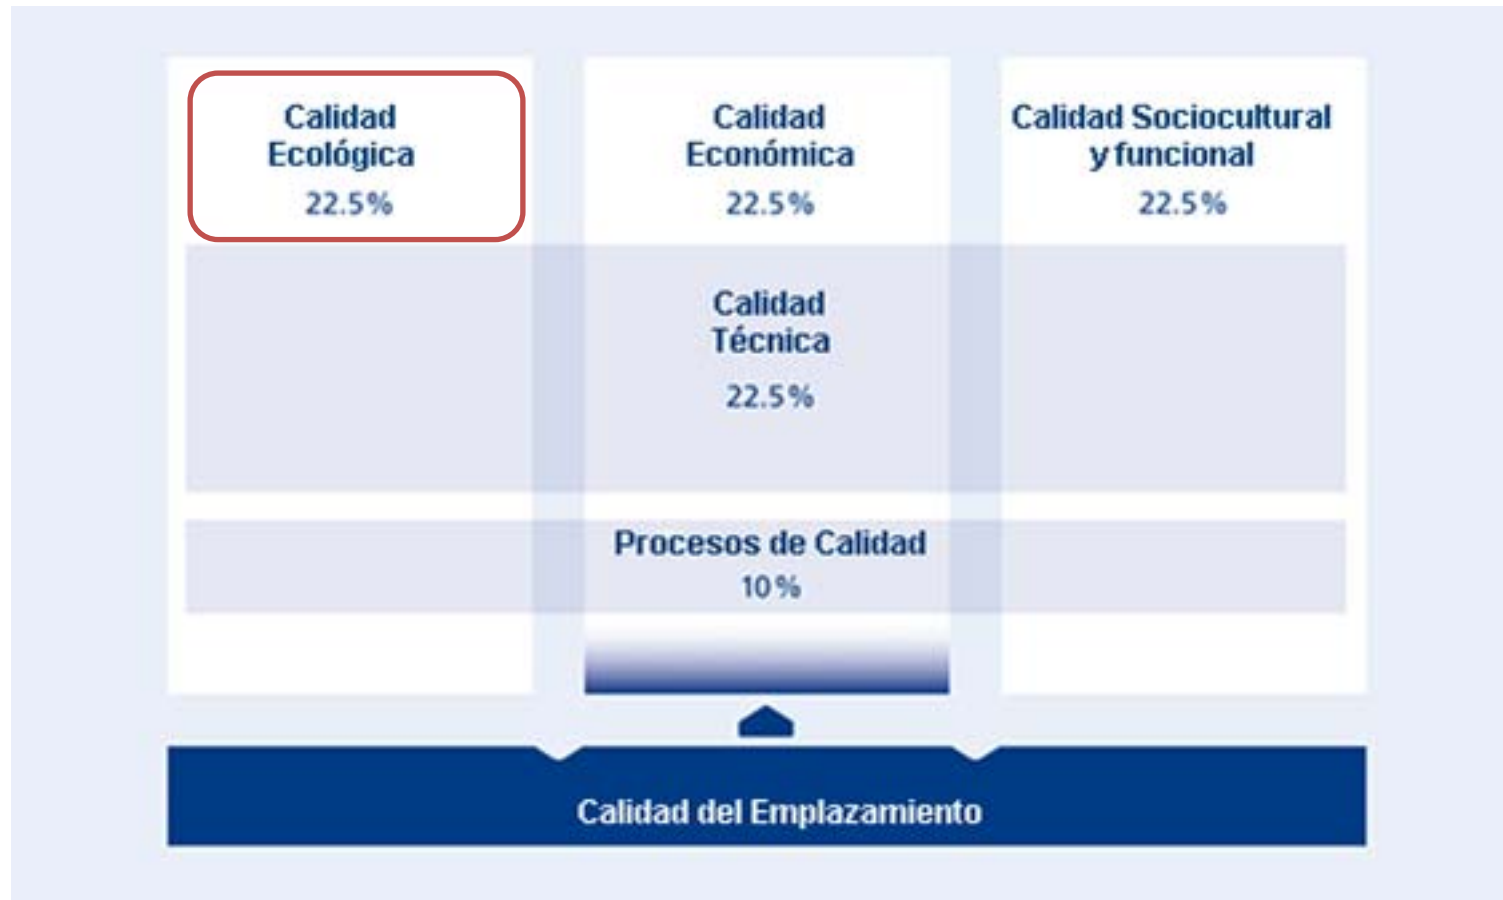 Calidad
Ecológica
22.5%
Calidad
Económica
22.5%
Calidad Sociocultural
y funcional
22.5%
Calidad
Técnica
22.5%
Procesos de Calidad
10%
Calidad del Emplazamiento